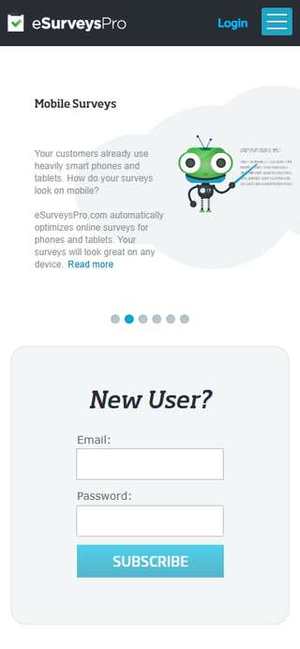 eSurveysPro
Login
Mobile Surveys
Your customers already use
heavily smart phones and
tablets. How do your surveys
look on mobile?
eSurveysPro.com automatically
optimizes online surveys for
phones and tablets. Your
surveys will look great on any
device. Read more
New User?
Email:
Password:
SUBSCRIBE